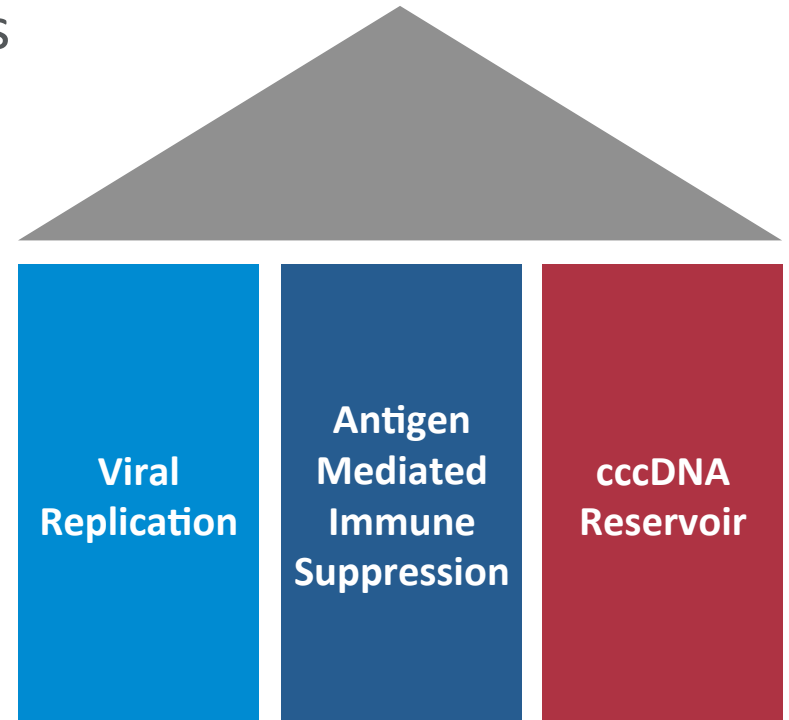 s
Viral
Replication
Antigen
Mediated
Immune
Suppression
cccDNA
Reservoir